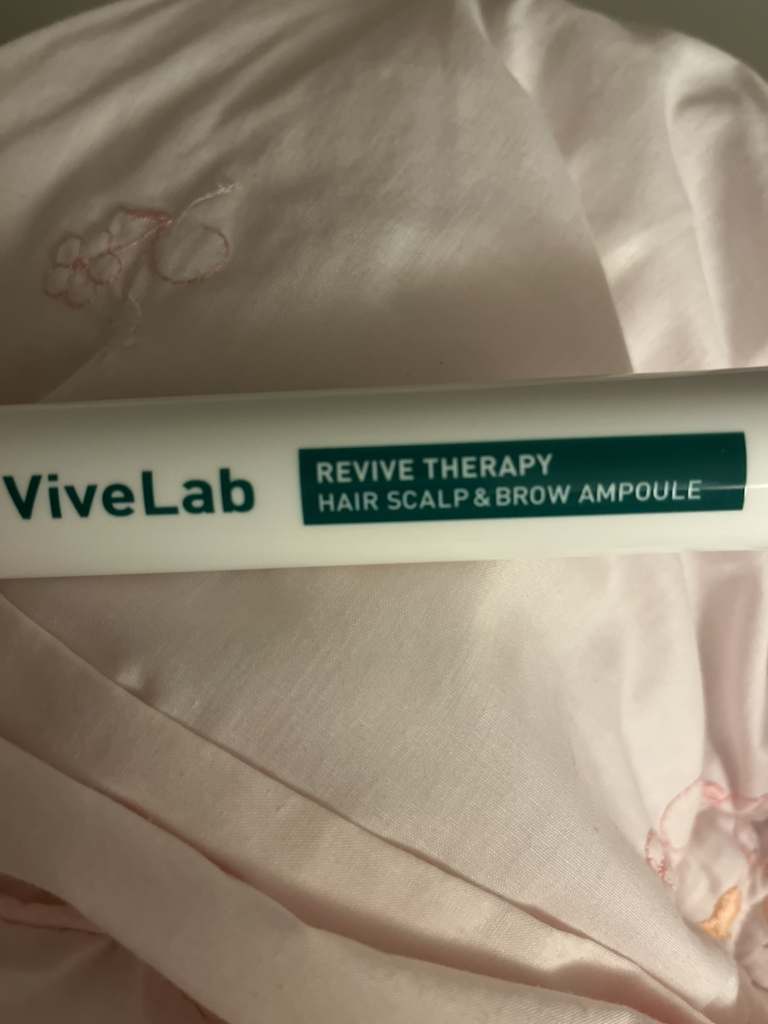 ViveLab
REVIVE THERAPY
HAIR SCALP & BROW AMPOULE